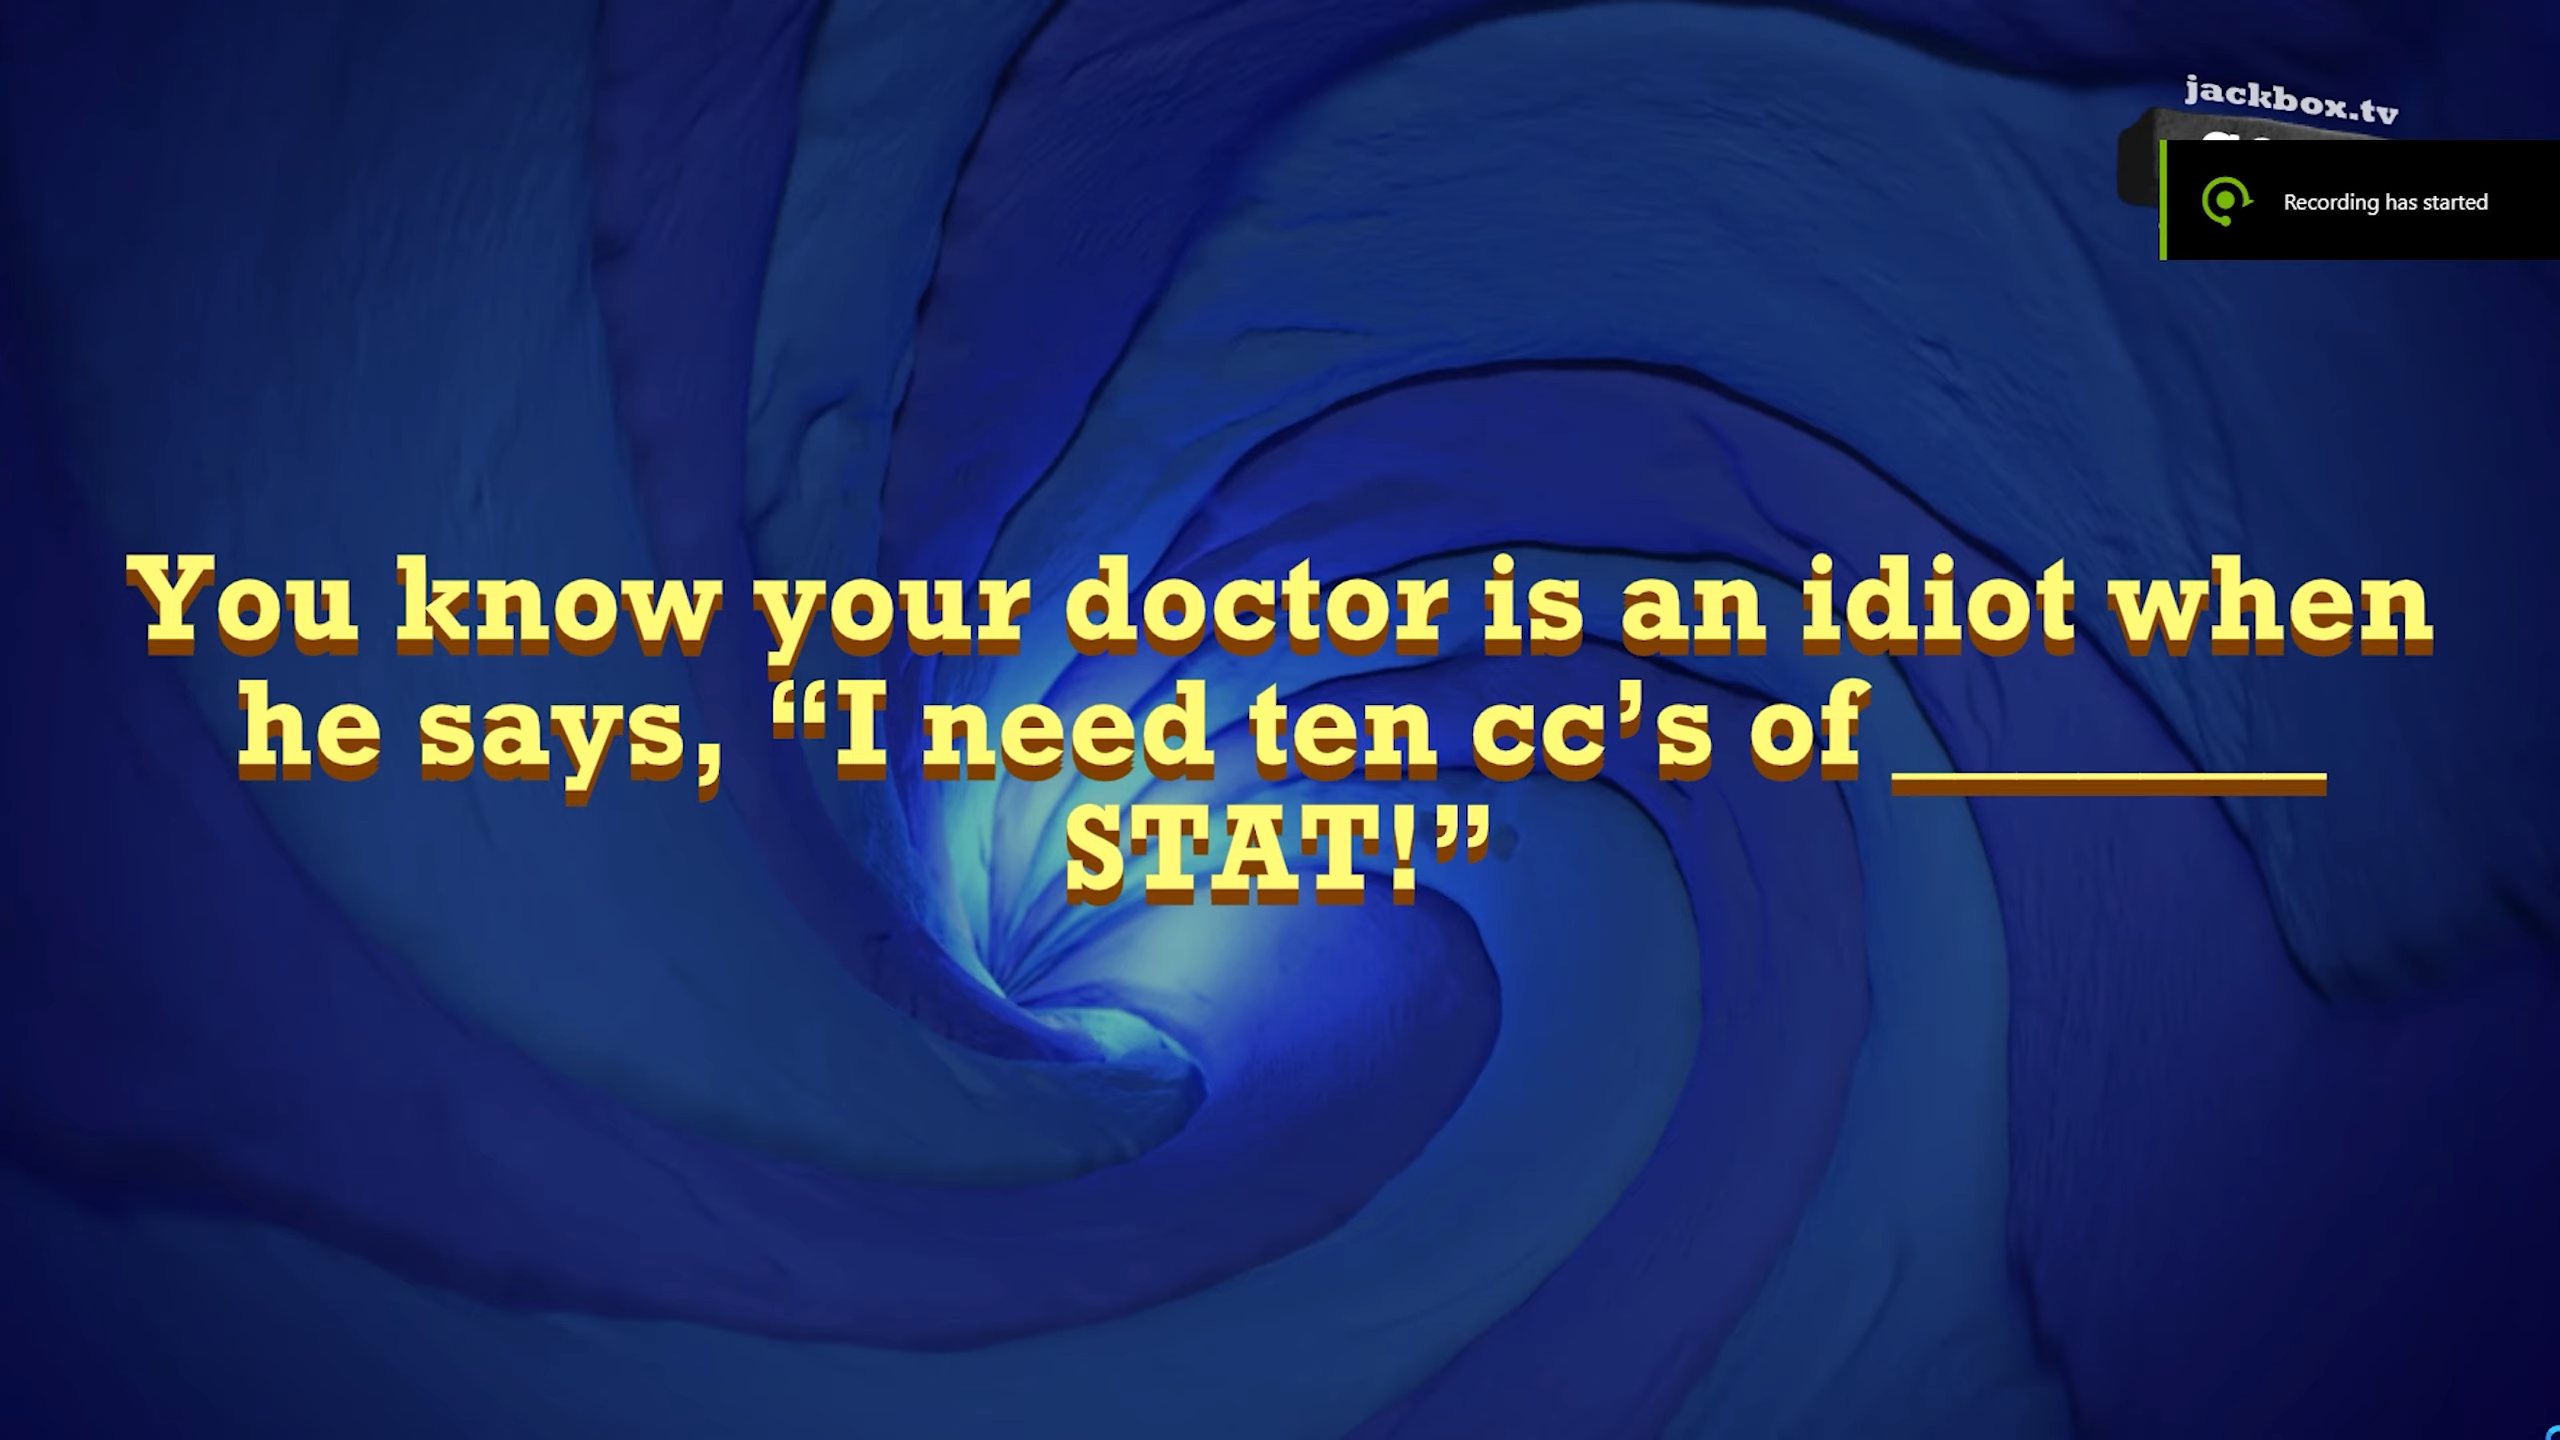 jackbox.tv
Recording has started
You know your doctor is an idiot when
he says, “I need ten cc’s of ________
STAT!”